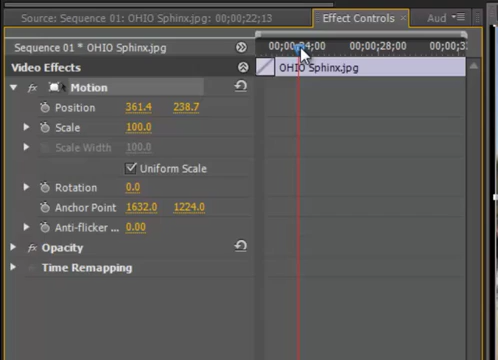 Source: Sequence 01: OHIO Sphinx.jpg: 00;00;22;13 Effect Controls × Aud
Sequence 01 * OHIO Sphinx.jpg 00;00;24;00 00;00;28;00 00;00;3
Video Effects OHIO Sphinx.jpg
fx Motion
Position 361.4 238.7
Scale 100.0
Scale Width 100.0
Uniform Scale
Rotation 0.0
Anchor Point 1632.0 1224.0
Anti-flicker ... 0.00
fx Opacity
Time Remapping